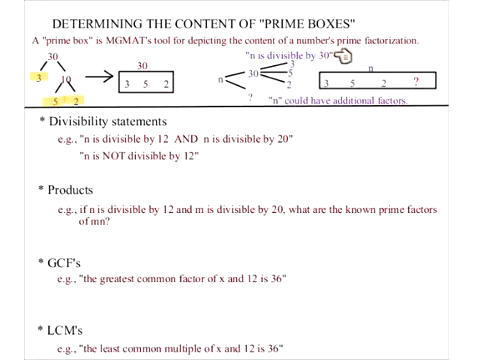 DETERMINING THE CONTENT OF "PRIME BOXES"
A "prime box" is MGMAT's tool for depicting the content of a number's prime factorization.
30
3 10
5 2
30
3 5 2
"n is divisible by 30"
n 30 3 5 2
?
n
3 5 2 ?
"n" could have additional factors.
* Divisibility statements
e.g., "n is divisible by 12 AND n is divisible by 20"
"n is NOT divisible by 12"
* Products
e.g., if n is divisible by 12 and m is divisible by 20, what are the known prime factors
of mn?
* GCF's
e.g., "the greatest common factor of x and 12 is 36"
* LCM's
e.g., "the least common multiple of x and 12 is 36"